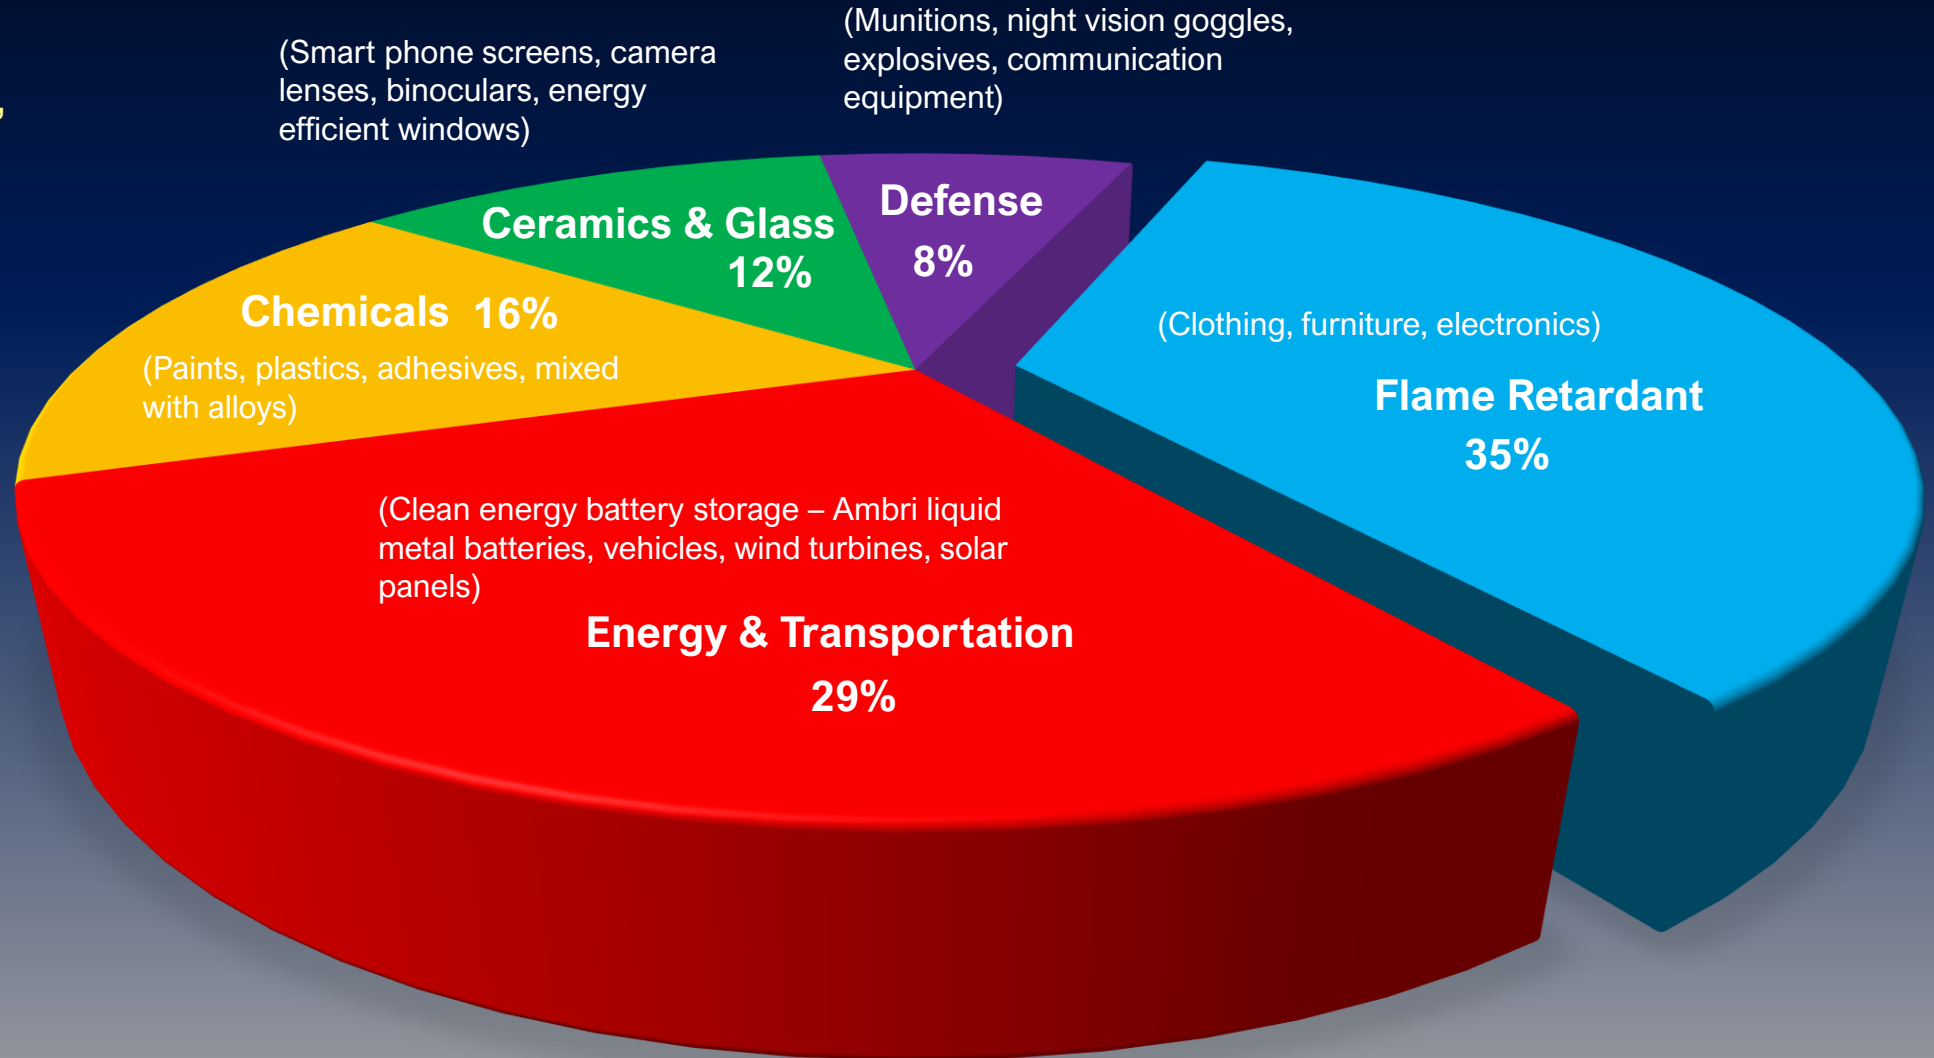 (Smart phone screens, camera
lenses, binoculars, energy
efficient windows)
(Munitions, night vision goggles,
explosives, communication
equipment)
Ceramics & Glass
12%
Defense
8%
Chemicals 16%
(Paints, plastics, adhesives, mixed
with alloys)
(Clothing, furniture, electronics)
Flame Retardant
35%
(Clean energy battery storage – Ambri liquid
metal batteries, vehicles, wind turbines, solar
panels)
Energy & Transportation
29%